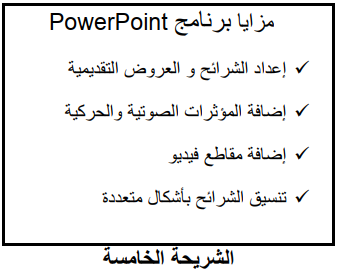 مزايا برنامج PowerPoint
✓ إعداد الشرائح و العروض التقديمية
✓ إضافة المؤثرات الصوتية والحركية
✓ إضافة مقاطع فيديو
✓ تنسيق الشرائح بأشكال متعددة
الشريحة الخامسة